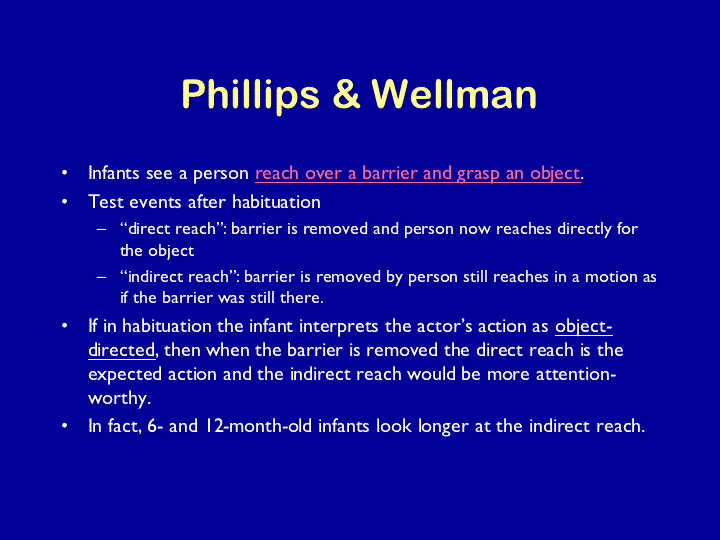 Phillips & Wellman
• Infants see a person reach over a barrier and grasp an object.
• Test events after habituation
– “direct reach”: barrier is removed and person now reaches directly for
the object
– “indirect reach”: barrier is removed by person still reaches in a motion as
if the barrier was still there.
• If in habituation the infant interprets the actor’s action as object-
directed, then when the barrier is removed the direct reach is the
expected action and the indirect reach would be more attention-
worthy.
• In fact, 6- and 12-month-old infants look longer at the indirect reach.